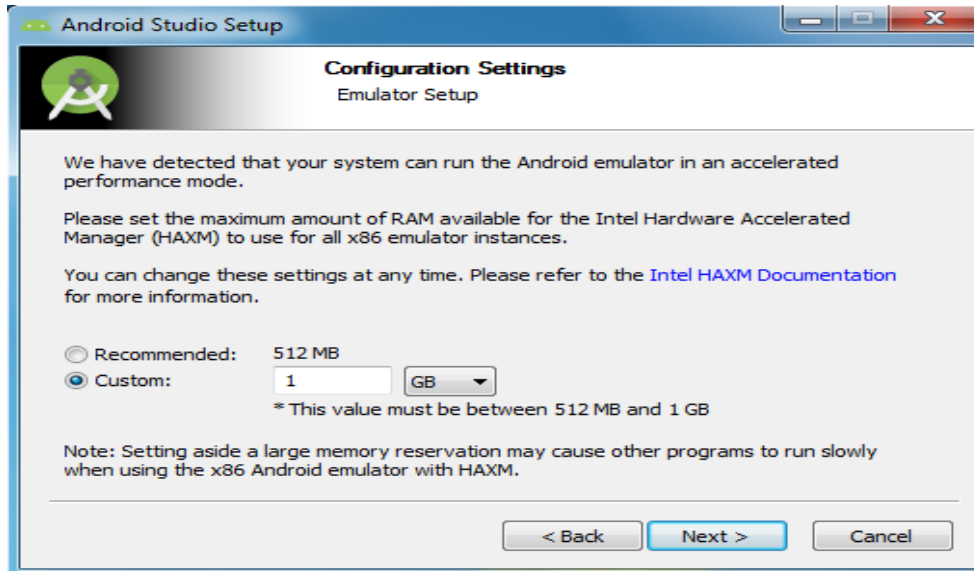 Android Studio Setup
Configuration Settings
Emulator Setup
We have detected that your system can run the Android emulator in an accelerated
performance mode.
Please set the maximum amount of RAM available for the Intel Hardware Accelerated
Manager (HAXM) to use for all x86 emulator instances.
You can change these settings at any time. Please refer to the Intel HAXM Documentation
for more information.
Recommended: 512 MB
Custom: 1 GB
* This value must be between 512 MB and 1 GB
Note: Setting aside a large memory reservation may cause other programs to run slowly
when using the x86 Android emulator with HAXM.
< Back Next > Cancel